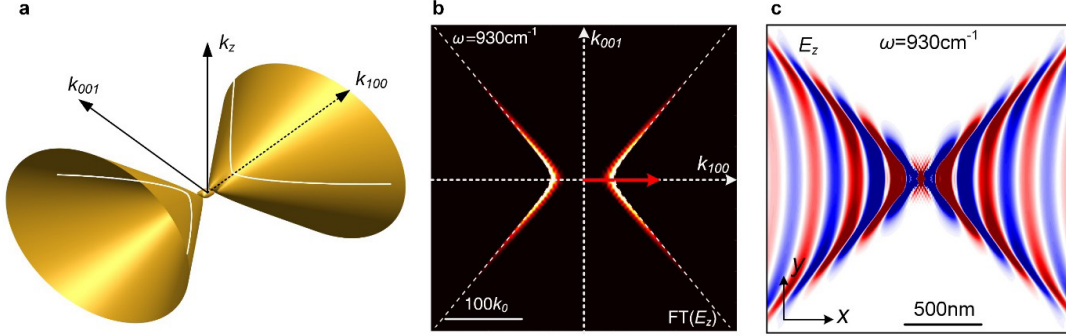 a
k_z
k_001
k_100
b
ω=930cm⁻¹
k_001
k_100
100k_0
FT(E_z)
c
E_z
ω=930cm⁻¹
y
x
500nm